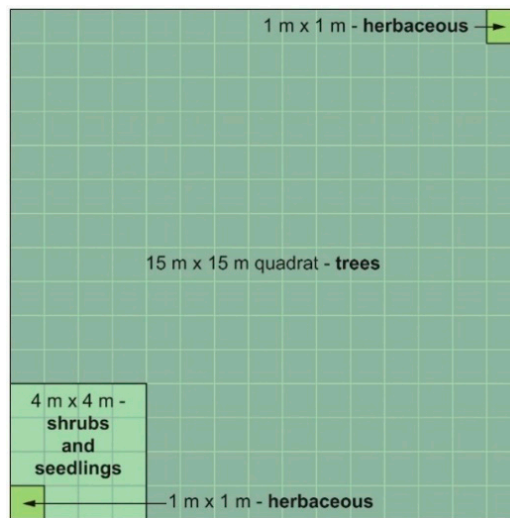 1 m x 1 m - herbaceous
15 m x 15 m quadrat - trees
4 m x 4 m -
shrubs
and
seedlings
1 m x 1 m - herbaceous